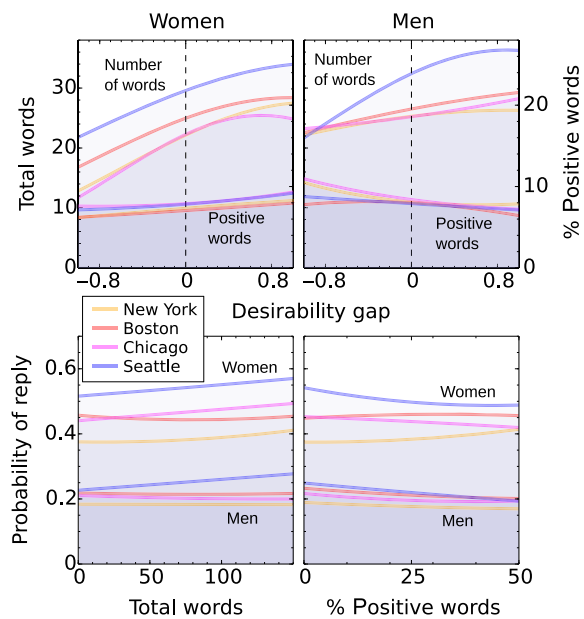 Women
Men
Number
of words
Number
of words
Positive
words
Positive
words
Total words
% Positive words
0
10
20
30
0
10
20
−0.8
0
0.8
−0.8
0
0.8
Desirability gap
New York
Boston
Chicago
Seattle
Women
Men
Women
Men
Probability of reply
0
0.2
0.4
0.6
0
50
100
0
25
50
Total words
% Positive words